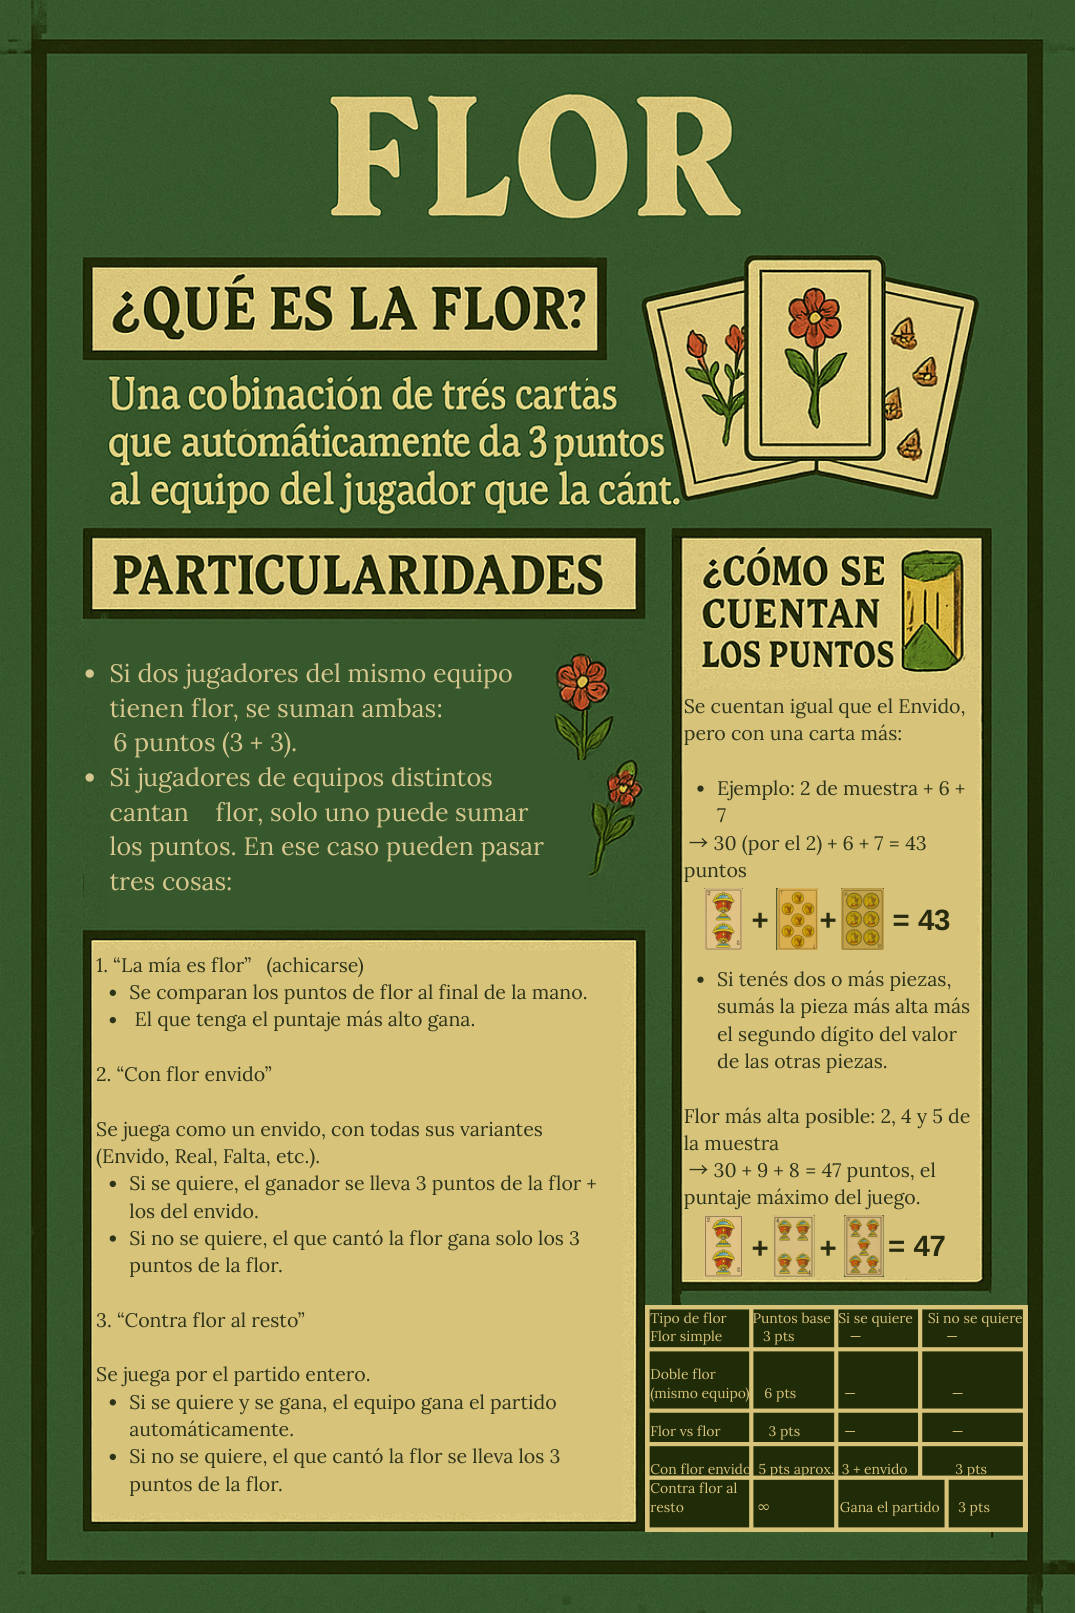 FLOR
¿QUÉ ES LA FLOR?
Una cobinación de trés cartas
que automâticamente da 3 puntos
al equipo del jugador que la cánt.
PARTICULARIDADES
• Si dos jugadores del mismo equipo
tienen flor, se suman ambas:
6 puntos (3 + 3).
• Si jugadores de equipos distintos
cantan flor, solo uno puede sumar
los puntos. En ese caso pueden pasar
tres cosas:
1. “La mía es flor” (achicarse)
• Se comparan los puntos de flor al final de la mano.
• El que tenga el puntaje más alto gana.
2. “Con flor envido”
Se juega como un envido, con todas sus variantes
(Envido, Real, Falta, etc.).
• Si se quiere, el ganador se lleva 3 puntos de la flor +
los del envido.
• Si no se quiere, el que cantó la flor gana solo los 3
puntos de la flor.
3. “Contra flor al resto”
Se juega por el partido entero.
• Si se quiere y se gana, el equipo gana el partido
automáticamente.
• Si no se quiere, el que cantó la flor se lleva los 3
puntos de la flor.
¿CÓMO SE
CUENTAN
LOS PUNTOS
Se cuentan igual que el Envido,
pero con una carta más:
• Ejemplo: 2 de muestra + 6 +
7
→ 30 (por el 2) + 6 + 7 = 43
puntos
+ + = 43
• Si tenés dos o más piezas,
sumás la pieza más alta más
el segundo dígito del valor
de las otras piezas.
Flor más alta posible: 2, 4 y 5 de
la muestra
→ 30 + 9 + 8 = 47 puntos, el
puntaje máximo del juego.
+ + = 47
Tipo de flor Puntos base Si se quiere Si no se quiere
Flor simple 3 pts — —
Doble flor
(mismo equipo) 6 pts — —
Flor vs flor 3 pts — —
Con flor envido 5 pts aprox. 3 + envido 3 pts
Contra flor al
resto ∞ Gana el partido 3 pts